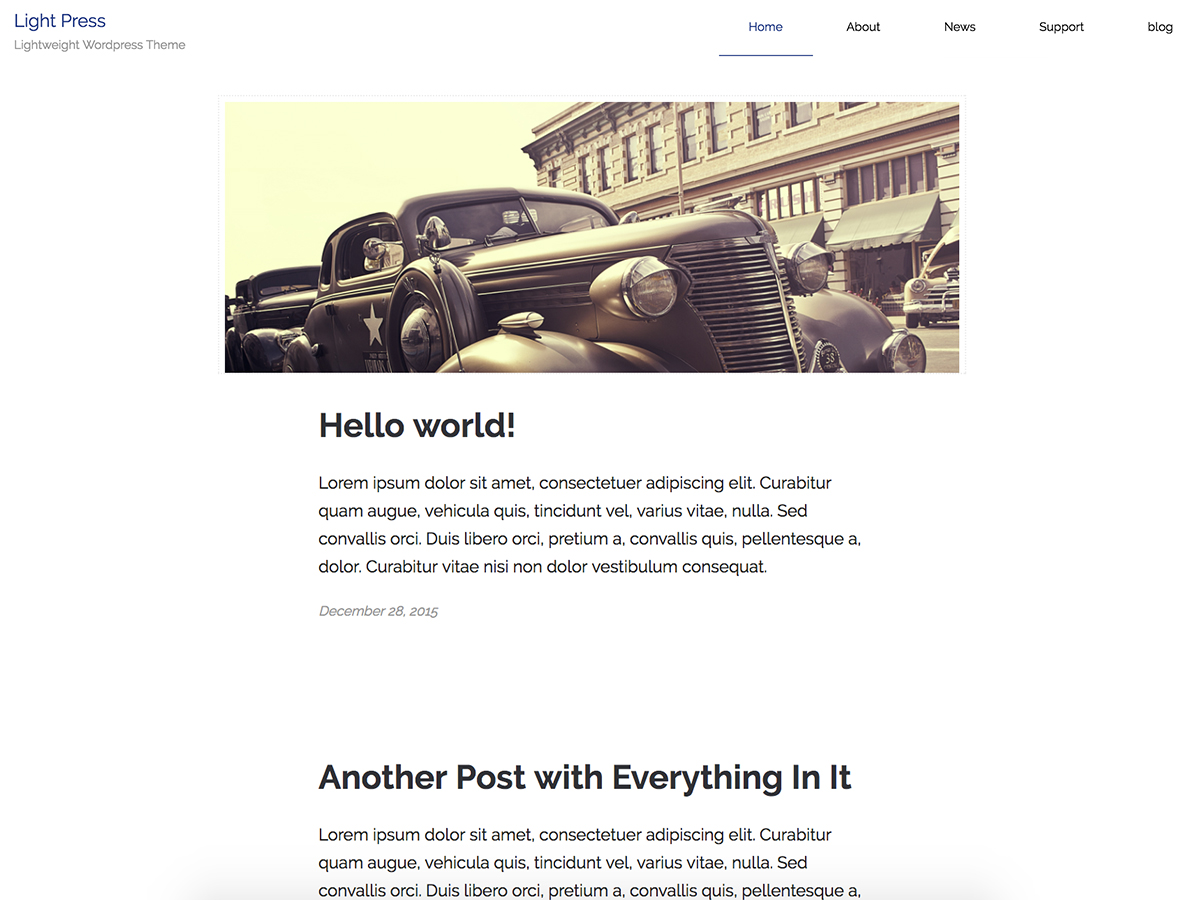 Light Press
Lightweight Wordpress Theme
Home About News Support blog
38
Hello world!
Lorem ipsum dolor sit amet, consectetuer adipiscing elit. Curabitur
quam augue, vehicula quis, tincidunt vel, varius vitae, nulla. Sed
convallis orci. Duis libero orci, pretium a, convallis quis, pellentesque a,
dolor. Curabitur vitae nisi non dolor vestibulum consequat.
December 28, 2015
Another Post with Everything In It
Lorem ipsum dolor sit amet, consectetuer adipiscing elit. Curabitur
quam augue, vehicula quis, tincidunt vel, varius vitae, nulla. Sed
convallis orci. Duis libero orci, pretium a, convallis quis, pellentesque a,